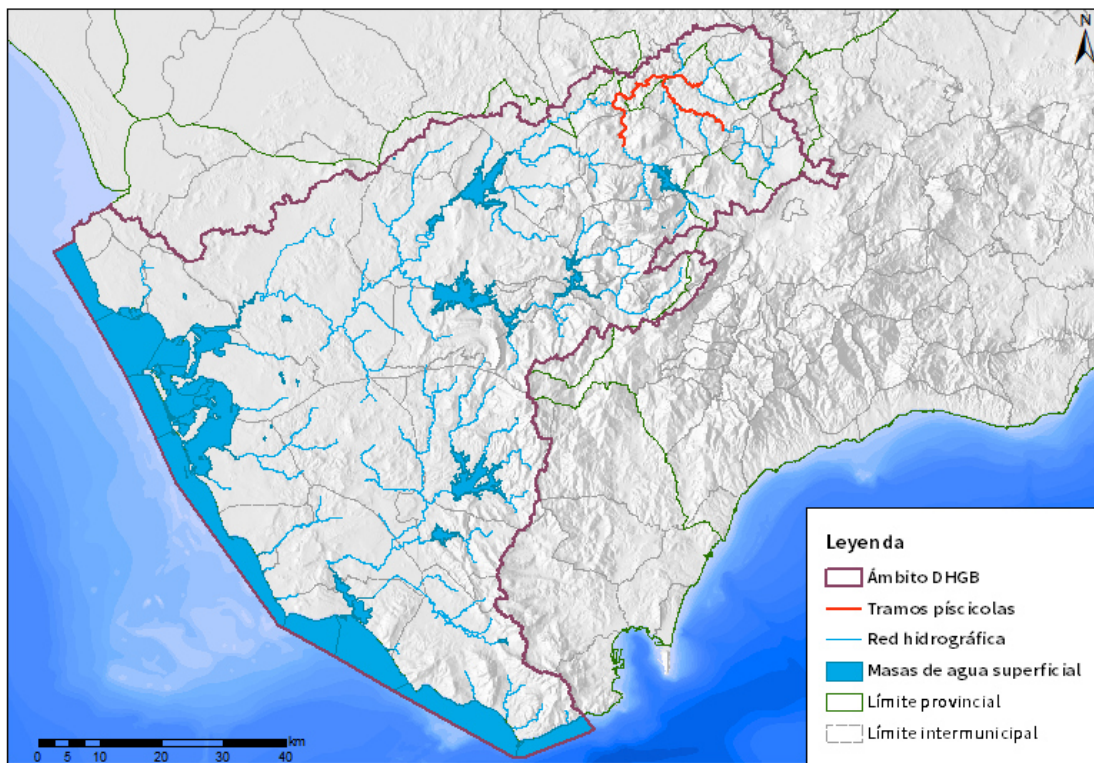 N
Leyenda
Ámbito DHGB
Tramos píscicolas
Red hidrográfica
Masas de agua superficial
Límite provincial
Límite intermunicipal
km
0 5 10 20 30 40